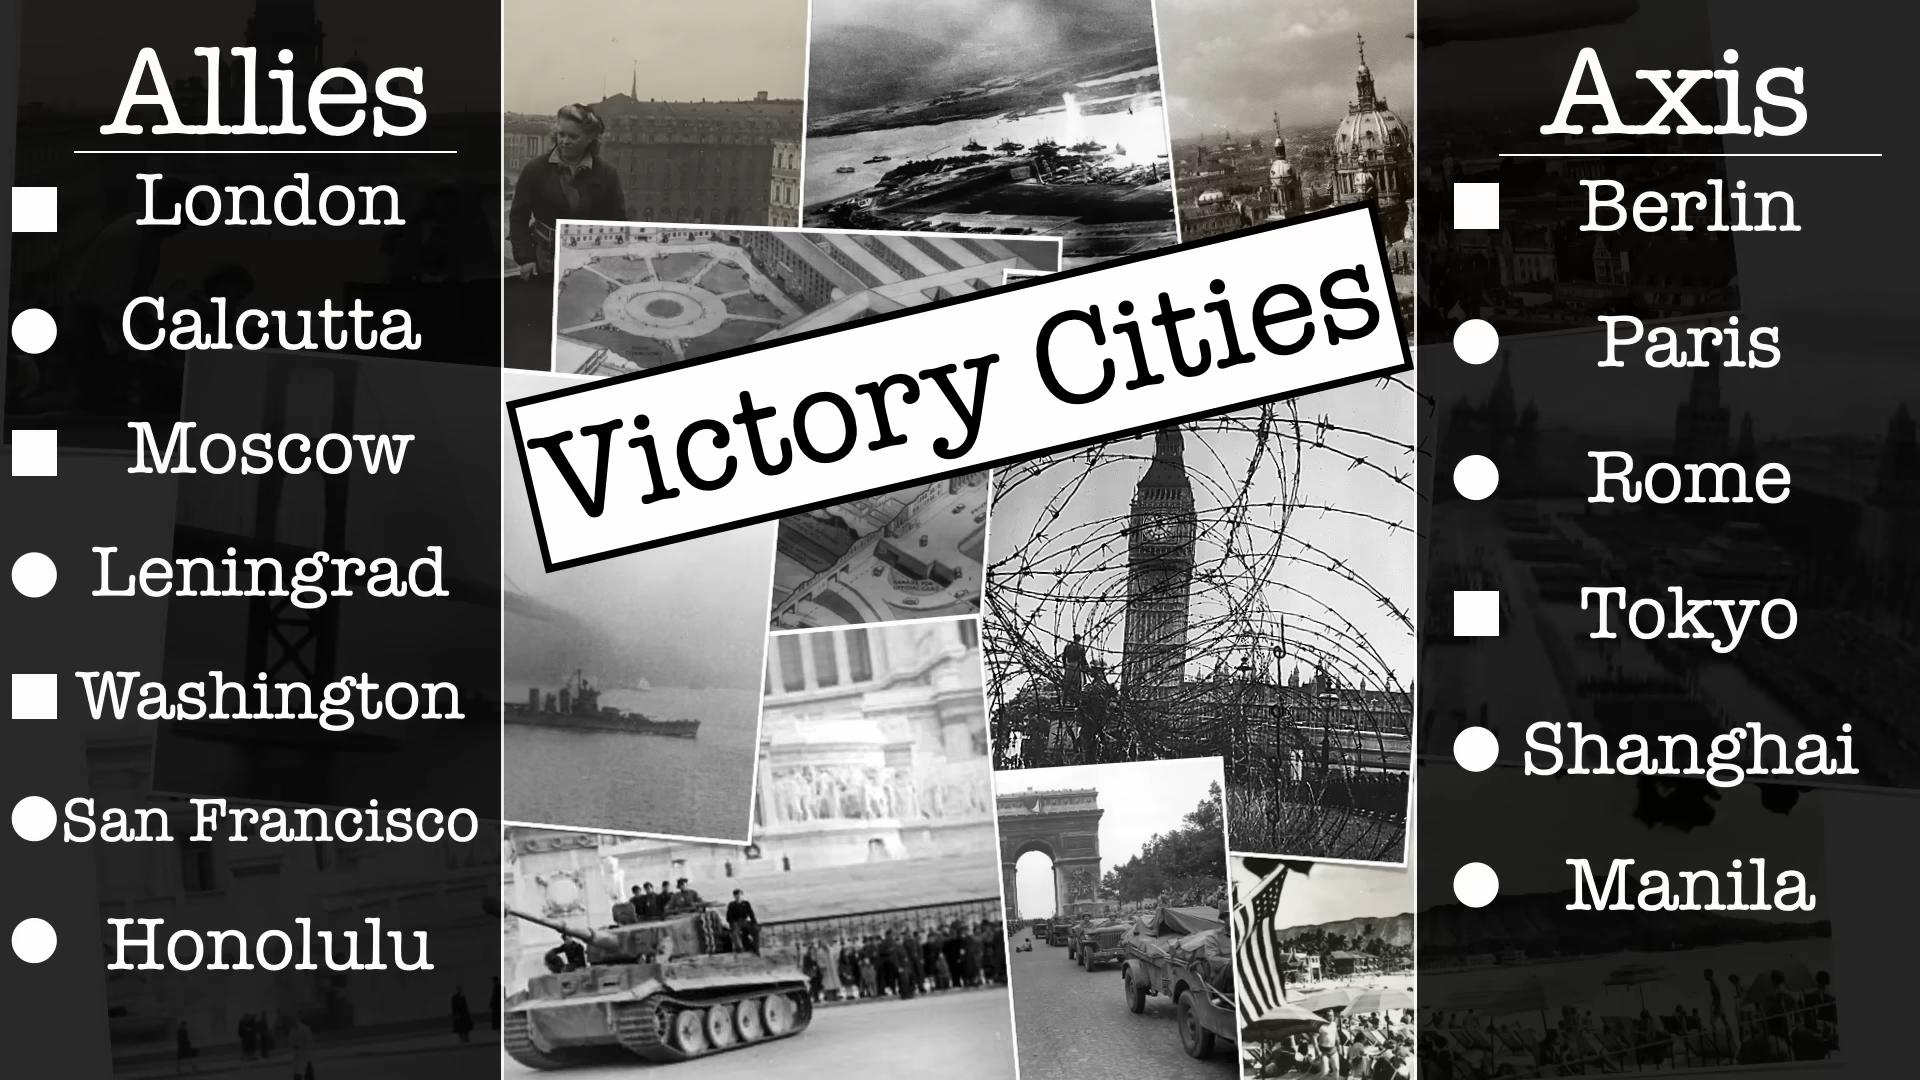 Allies
London
Calcutta
Moscow
Leningrad
Washington
San Francisco
Honolulu
Victory Cities
Axis
Berlin
Paris
Rome
Tokyo
Shanghai
Manila